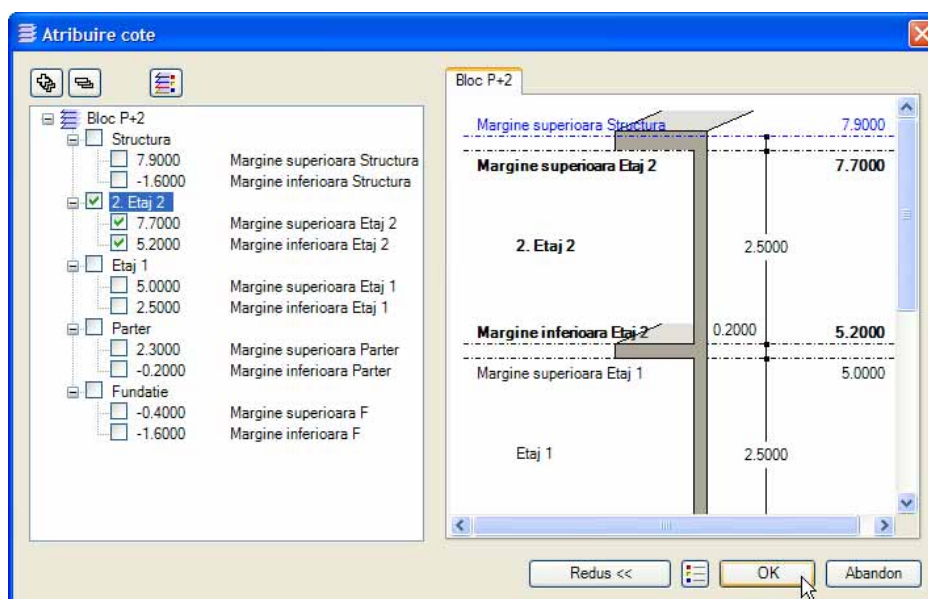 Atribuire cote
Bloc P+2
Structura
7.9000 Margine superioara Structura
-1.6000 Margine inferioara Structura
2. Etaj 2
7.7000 Margine superioara Etaj 2
5.2000 Margine inferioara Etaj 2
Etaj 1
5.0000 Margine superioara Etaj 1
2.5000 Margine inferioara Etaj 1
Parter
2.3000 Margine superioara Parter
-0.2000 Margine inferioara Parter
Fundatie
-0.4000 Margine superioara F
-1.6000 Margine inferioara F
Bloc P+2
Margine superioara Structura 7.9000
Margine superioara Etaj 2 7.7000
2. Etaj 2 2.5000
Margine inferioara Etaj 2 0.2000 5.2000
Margine superioara Etaj 1 5.0000
Etaj 1 2.5000
Redus << OK Abandon